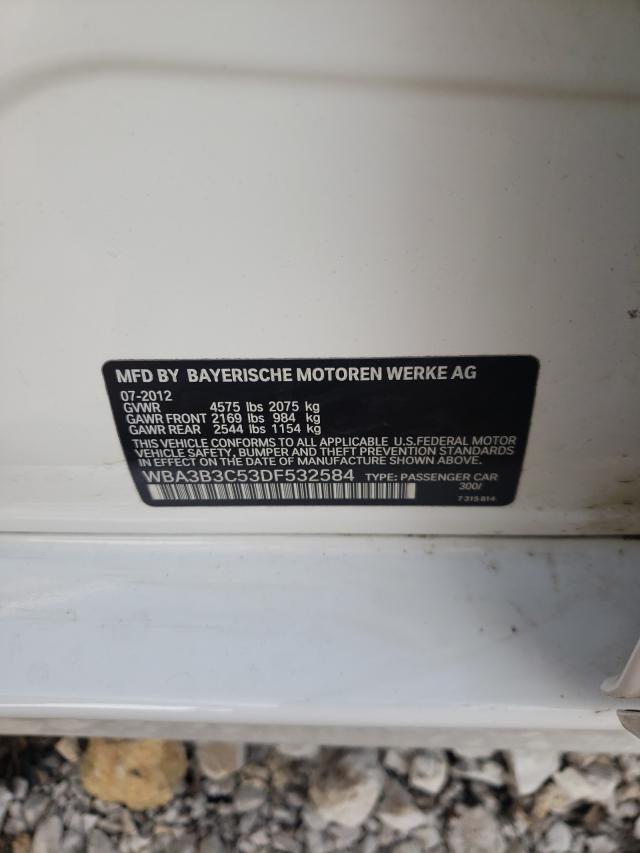 MFD BY BAYERISCHE MOTOREN WERKE AG
07-2012
GVWR 4575 lbs 2075 kg
GAWR FRONT 2169 lbs 984 kg
GAWR REAR 2544 lbs 1154 kg
THIS VEHICLE CONFORMS TO ALL APPLICABLE U.S.FEDERAL MOTOR
VEHICLE SAFETY, BUMPER, AND THEFT PREVENTION STANDARDS
IN EFFECT ON THE DATE OF MANUFACTURE SHOWN ABOVE.
WBA3B3C53DF532584 TYPE: PASSENGER CAR
300/
7 315 814